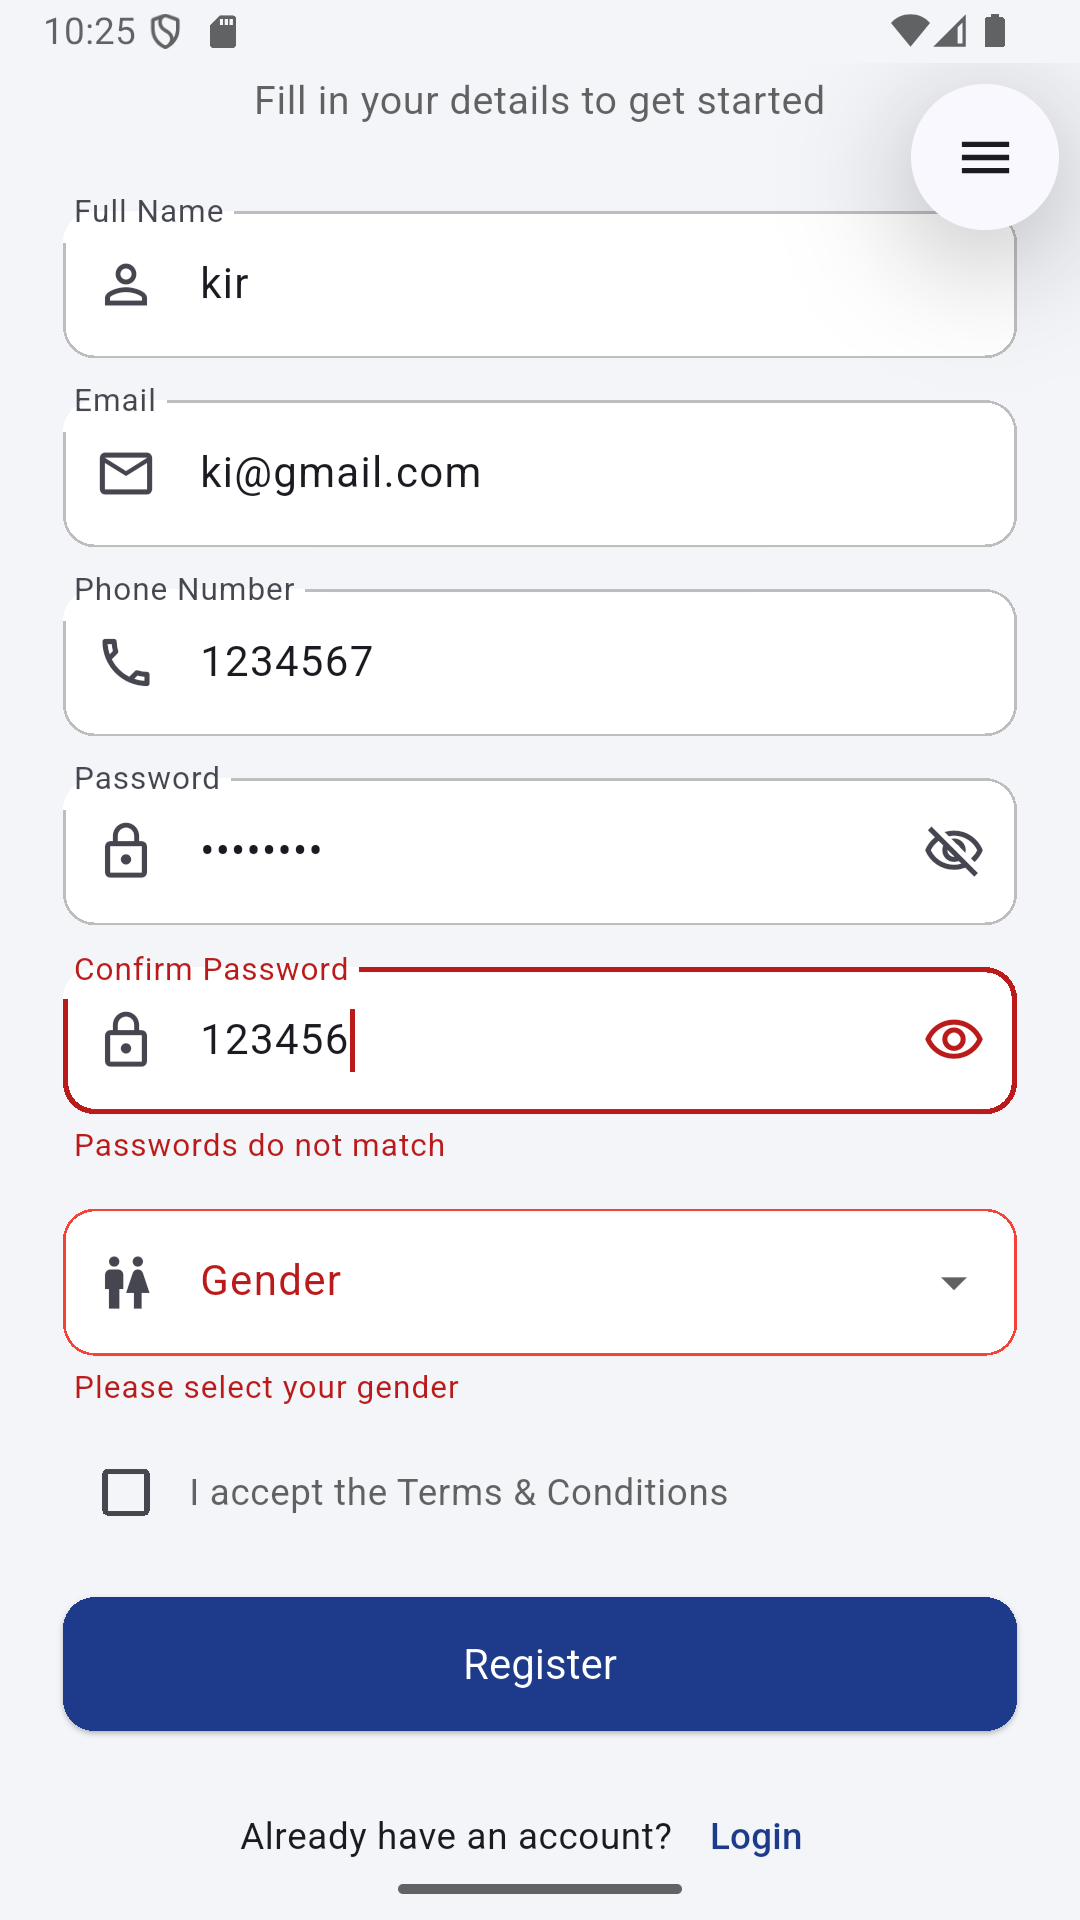 10:25
Fill in your details to get started
Full Name
kir
Email
ki@gmail.com
Phone Number
1234567
Password
••••••••
Confirm Password
123456
Passwords do not match
Gender
Please select your gender
I accept the Terms & Conditions
Register
Already have an account? Login